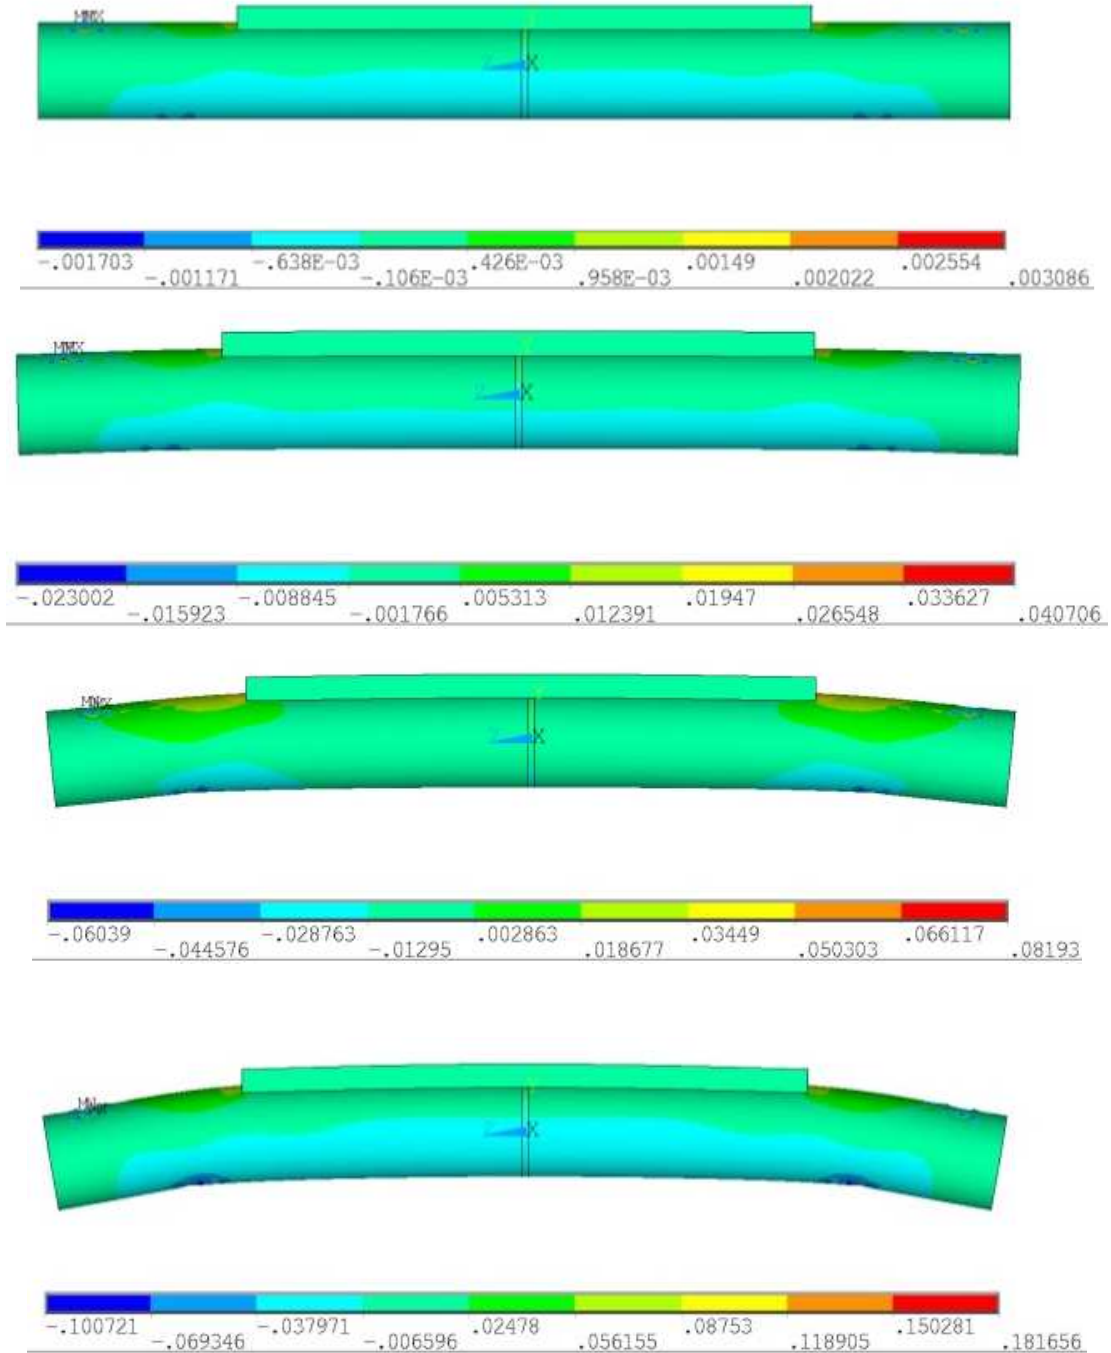 MMX
Y
Z X
-.001703 -.638E-03 .426E-03 .00149 .002554
-.001171 -.106E-03 .958E-03 .002022 .003086
MMX
Y
Z X
-.023002 -.008845 .005313 .01947 .033627
-.015923 -.001766 .012391 .026548 .040706
Y
Z X
-.06039 -.028763 .002863 .03449 .066117
-.044576 -.01295 .018677 .050303 .08193
Y
Z X
-.100721 -.037971 .02478 .08753 .150281
-.069346 -.006596 .056155 .118905 .181656